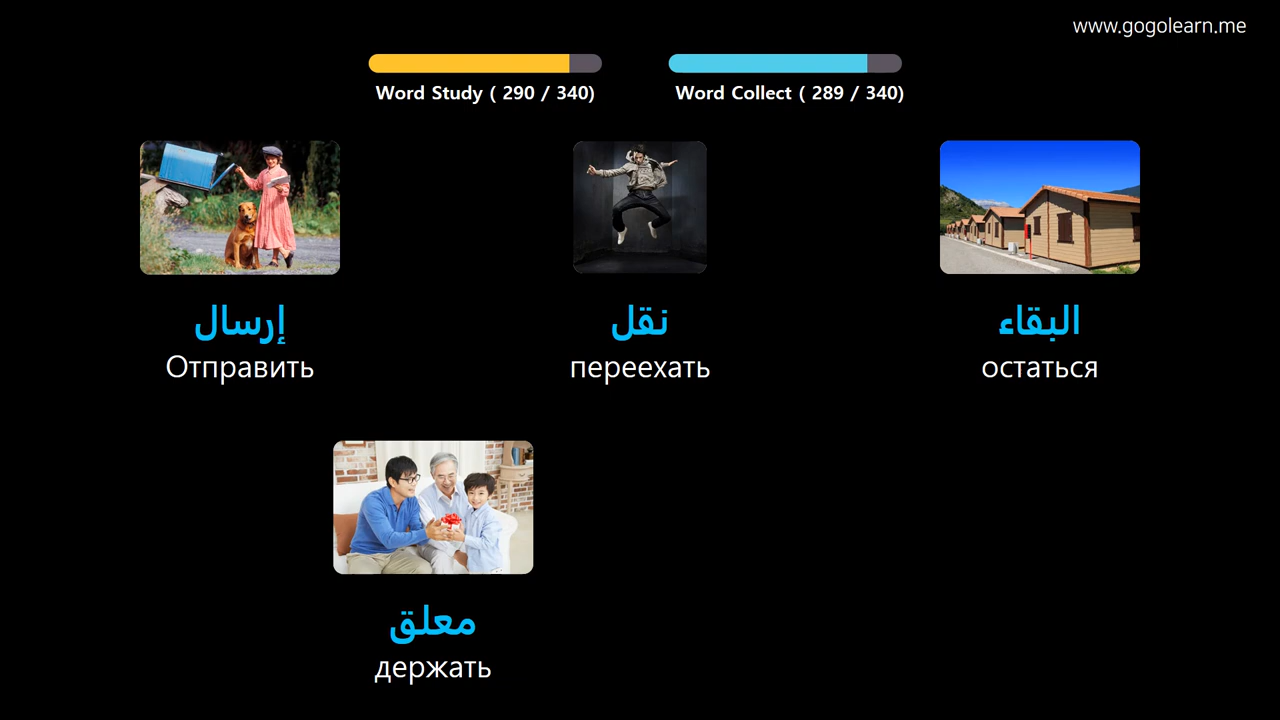 www.gogolearn.me
Word Study ( 290 / 340)
Word Collect ( 289 / 340)
إرسال
Отправить
نقل
переехать
البقاء
остаться
معلق
держать